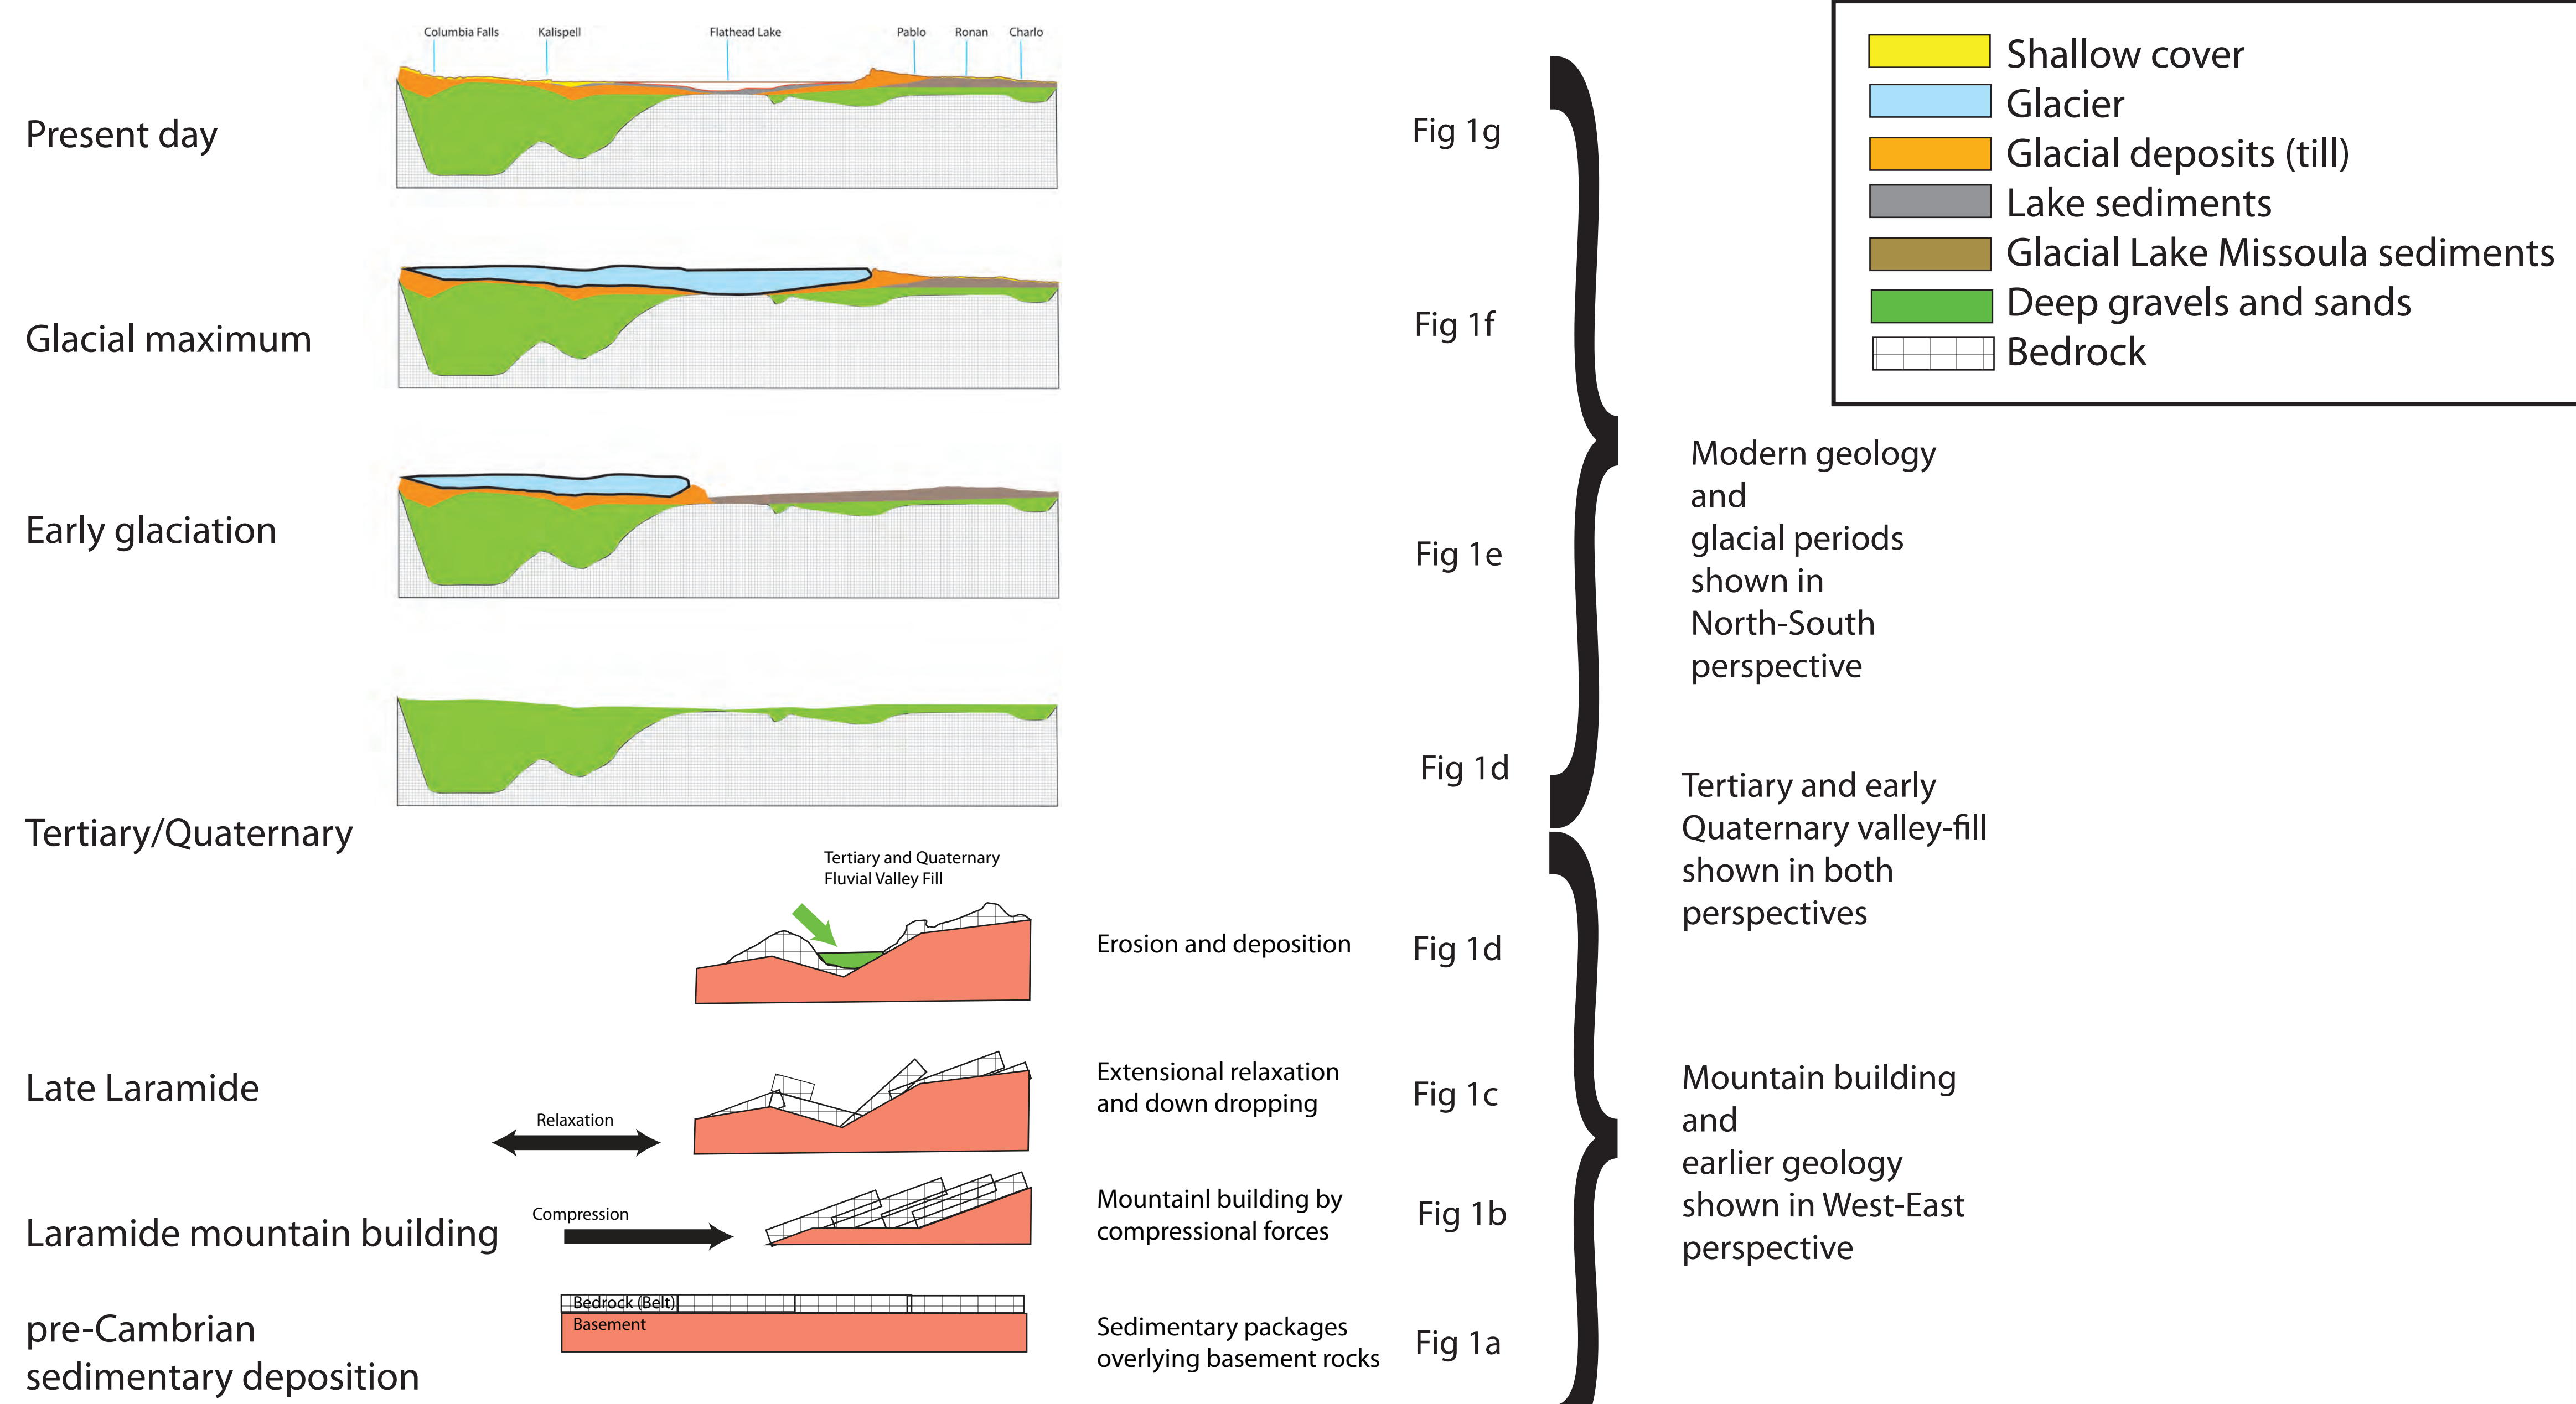 Columbia Falls
Kalispell
Flathead Lake
Pablo
Ronan
Charlo
Present day
Fig 1g
Glacial maximum
Fig 1f
Early glaciation
Fig 1e
Fig 1d
Tertiary/Quaternary
Tertiary and Quaternary
Fluvial Valley Fill
Erosion and deposition
Fig 1d
Late Laramide
Relaxation
Extensional relaxation
and down dropping
Fig 1c
Laramide mountain building
Compression
Mountainl building by
compressional forces
Fig 1b
pre-Cambrian
sedimentary deposition
Bedrock (Belt)
Basement
Sedimentary packages
overlying basement rocks
Fig 1a
Shallow cover
Glacier
Glacial deposits (till)
Lake sediments
Glacial Lake Missoula sediments
Deep gravels and sands
Bedrock
Modern geology
and
glacial periods
shown in
North-South
perspective
Tertiary and early
Quaternary valley-fill
shown in both
perspectives
Mountain building
and
earlier geology
shown in West-East
perspective